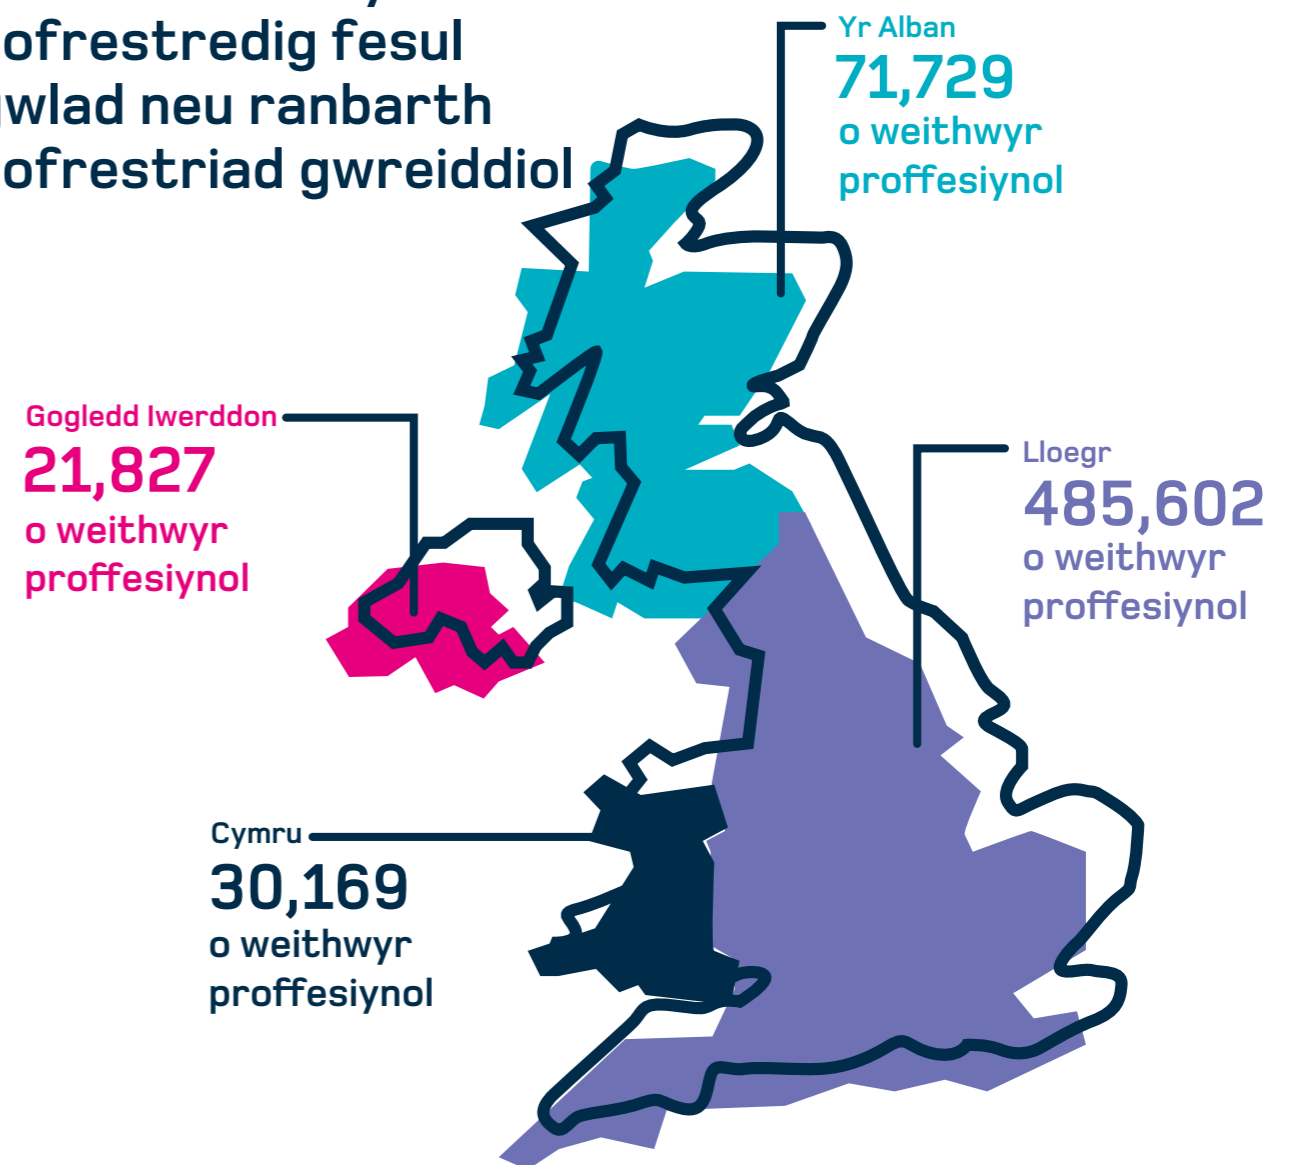 ofrestredig fesul
gwlad neu ranbarth
ofrestriad gwreiddiol
Yr Alban
71,729
o weithwyr
proffesiynol
Gogledd Iwerddon
21,827
o weithwyr
proffesiynol
Lloegr
485,602
o weithwyr
proffesiynol
Cymru
30,169
o weithwyr
proffesiynol